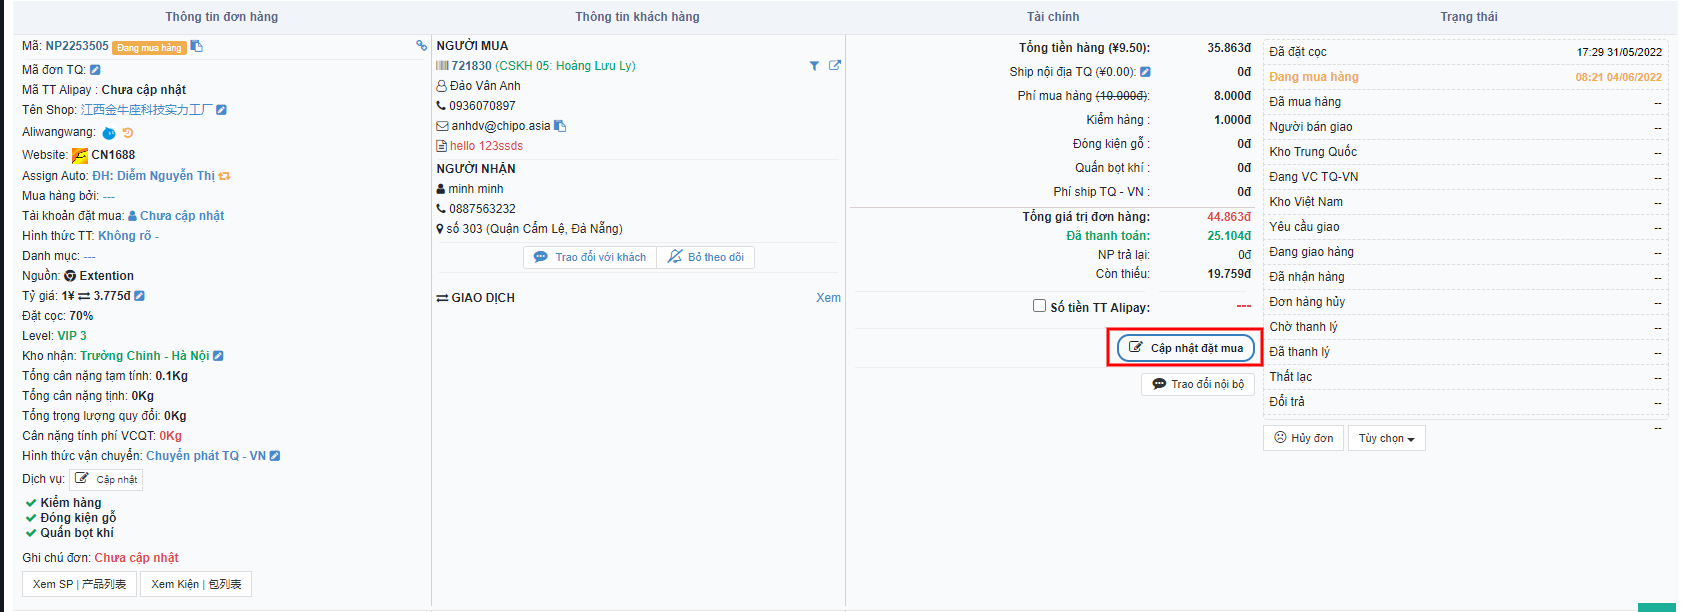 Thông tin đơn hàng
Mã: NP2253505 Đang mua hàng
Mã đơn TQ:
Mã TT Alipay : Chưa cập nhật
Tên Shop: 江西金牛座科技实力工厂
Aliwangwang:
Website: CN1688
Assign Auto: ĐH: Diễm Nguyễn Thị
Mua hàng bởi: ---
Tài khoản đặt mua: Chưa cập nhật
Hình thức TT: Không rõ -
Danh mục: ---
Nguồn: Extention
Tỷ giá: 1¥ ⇄ 3.775đ
Đặt cọc: 70%
Level: VIP 3
Kho nhận: Trường Chinh - Hà Nội
Tổng cân nặng tạm tính: 0.1Kg
Tổng cân nặng tịnh: 0Kg
Tổng trọng lượng quy đổi: 0Kg
Cân nặng tính phí VCQT: 0Kg
Hình thức vận chuyển: Chuyển phát TQ - VN
Dịch vụ: Cập nhật
Kiểm hàng
Đóng kiện gỗ
Quấn bọt khí
Ghi chú đơn: Chưa cập nhật
Xem SP | 产品列表 Xem Kiện | 包列表
Thông tin khách hàng
NGƯỜI MUA
721830 (CSKH 05: Hoàng Lưu Ly)
Đào Vân Anh
0936070897
anhdv@chipo.asia
hello 123ssds
NGƯỜI NHẬN
minh minh
0887563232
số 303 (Quận Cẩm Lệ, Đà Nẵng)
Trao đổi với khách Bỏ theo dõi
GIAO DỊCH Xem
Tài chính
Tổng tiền hàng (¥9.50): 35.863đ
Ship nội địa TQ (¥0.00): 0đ
Phí mua hàng (10.000đ): 8.000đ
Kiểm hàng : 1.000đ
Đóng kiện gỗ : 0đ
Quấn bọt khí : 0đ
Phí ship TQ - VN : 0đ
Tổng giá trị đơn hàng: 44.863đ
Đã thanh toán: 25.104đ
NP trả lại: 0đ
Còn thiếu: 19.759đ
Số tiền TT Alipay: ---
Cập nhật đặt mua
Trao đổi nội bộ
Trạng thái
Đã đặt cọc 17:29 31/05/2022
Đang mua hàng 08:21 04/06/2022
Đã mua hàng --
Người bán giao --
Kho Trung Quốc --
Đang VC TQ-VN --
Kho Việt Nam --
Yêu cầu giao --
Đang giao hàng --
Đã nhận hàng --
Đơn hàng hủy --
Chờ thanh lý --
Đã thanh lý --
Thất lạc --
Đổi trả --
--
Hủy đơn Tùy chọn